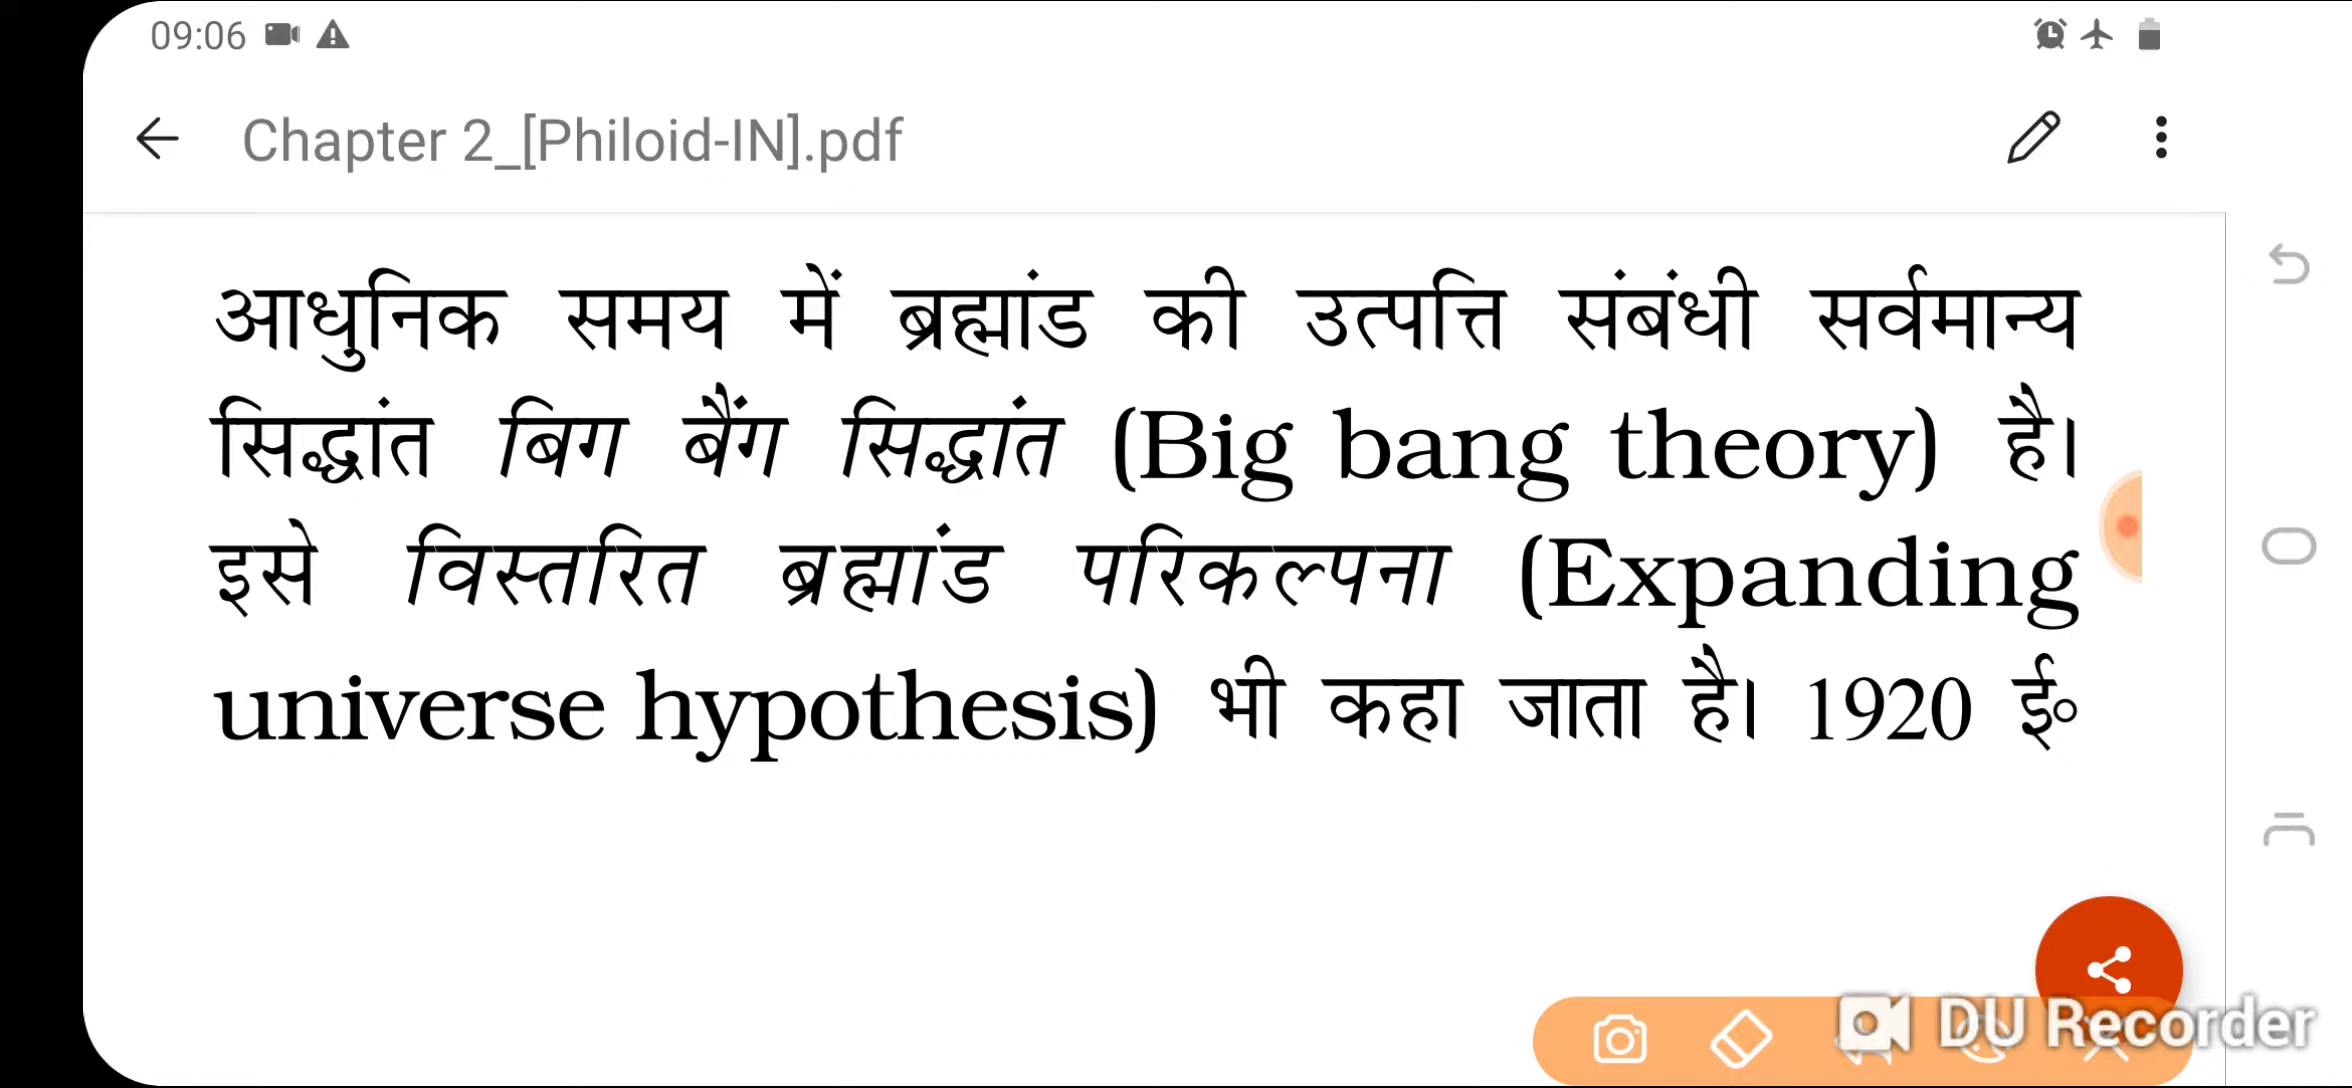 09:06
Chapter 2_[Philoid-IN].pdf
आधुनिक समय में ब्रह्मांड की उत्पत्ति संबंधी सर्वमान्य
सिद्धांत बिग बैंग सिद्धांत (Big bang theory) है।
इसे विस्तरित ब्रह्मांड परिकल्पना (Expanding
universe hypothesis) भी कहा जाता है। 1920 ई॰
DU Recorder